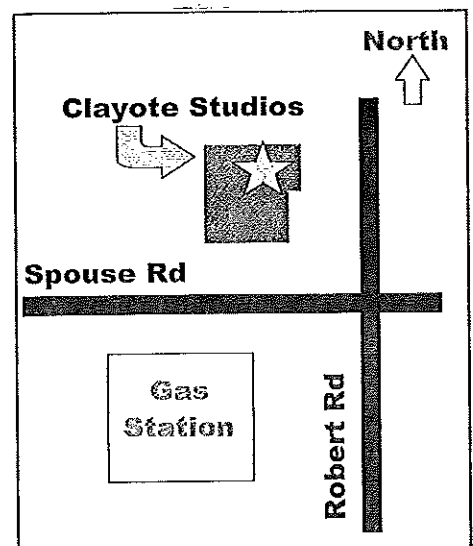 North
Clayote Studios
Spouse Rd
Gas
Station
Robert Rd